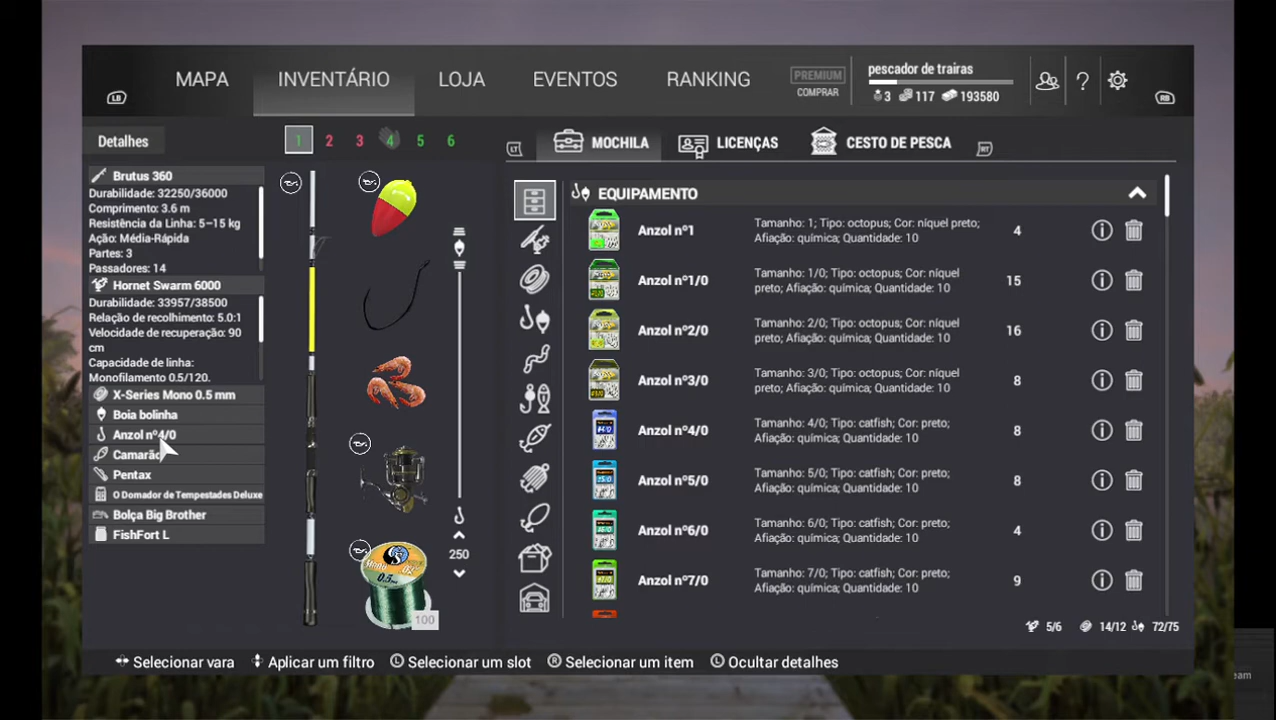 MAPA
INVENTÁRIO
LOJA
EVENTOS
RANKING
PREMIUM
COMPRAR
pescador de trairas
3 117 193580
?
LB
RB
Detalhes
1 2 3 4 5 6
LT
MOCHILA
LICENÇAS
CESTO DE PESCA
RT
Brutus 360
Durabilidade: 32250/36000
Comprimento: 3.6 m
Resistência da Linha: 5–15 kg
Ação: Média-Rápida
Partes: 3
Passadores: 14
Hornet Swarm 6000
Durabilidade: 33957/38500
Relação de recolhimento: 5.0:1
Velocidade de recuperação: 90
cm
Capacidade de linha:
Monofilamento 0.5/120.
X-Series Mono 0.5 mm
Boia bolinha
Anzol nº4/0
Camarão
Pentax
O Domador de Tempestades Deluxe
Bolça Big Brother
FishFort L
250
100
EQUIPAMENTO
Anzol nº1
Tamanho: 1; Tipo: octopus; Cor: níquel preto;
Afiação: química; Quantidade: 10
4
Anzol nº1/0
Tamanho: 1/0; Tipo: octopus; Cor: níquel
preto; Afiação: química; Quantidade: 10
15
Anzol nº2/0
Tamanho: 2/0; Tipo: octopus; Cor: níquel
preto; Afiação: química; Quantidade: 10
16
Anzol nº3/0
Tamanho: 3/0; Tipo: octopus; Cor: níquel
preto; Afiação: química; Quantidade: 10
8
Anzol nº4/0
Tamanho: 4/0; Tipo: catfish; Cor: preto;
Afiação: química; Quantidade: 10
8
Anzol nº5/0
Tamanho: 5/0; Tipo: catfish; Cor: preto;
Afiação: química; Quantidade: 10
8
Anzol nº6/0
Tamanho: 6/0; Tipo: catfish; Cor: preto;
Afiação: química; Quantidade: 10
4
Anzol nº7/0
Tamanho: 7/0; Tipo: catfish; Cor: preto;
Afiação: química; Quantidade: 10
9
5/6 14/12 72/75
Selecionar vara
Aplicar um filtro
L Selecionar um slot
R Selecionar um item
L Ocultar detalhes
eam